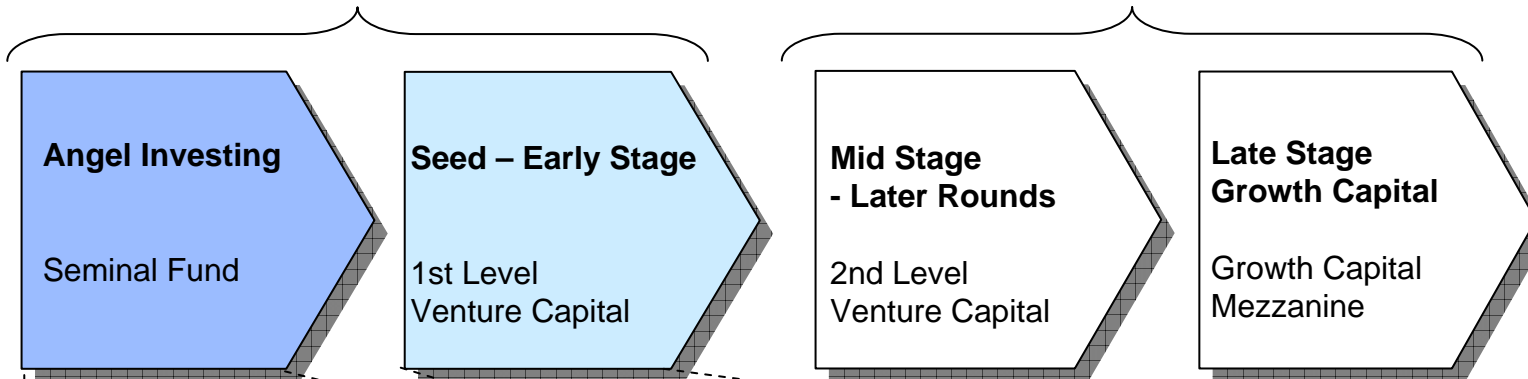 Angel Investing
Seminal Fund
Seed – Early Stage
1st Level
Venture Capital
Mid Stage
- Later Rounds
2nd Level
Venture Capital
Late Stage
Growth Capital
Growth Capital
Mezzanine